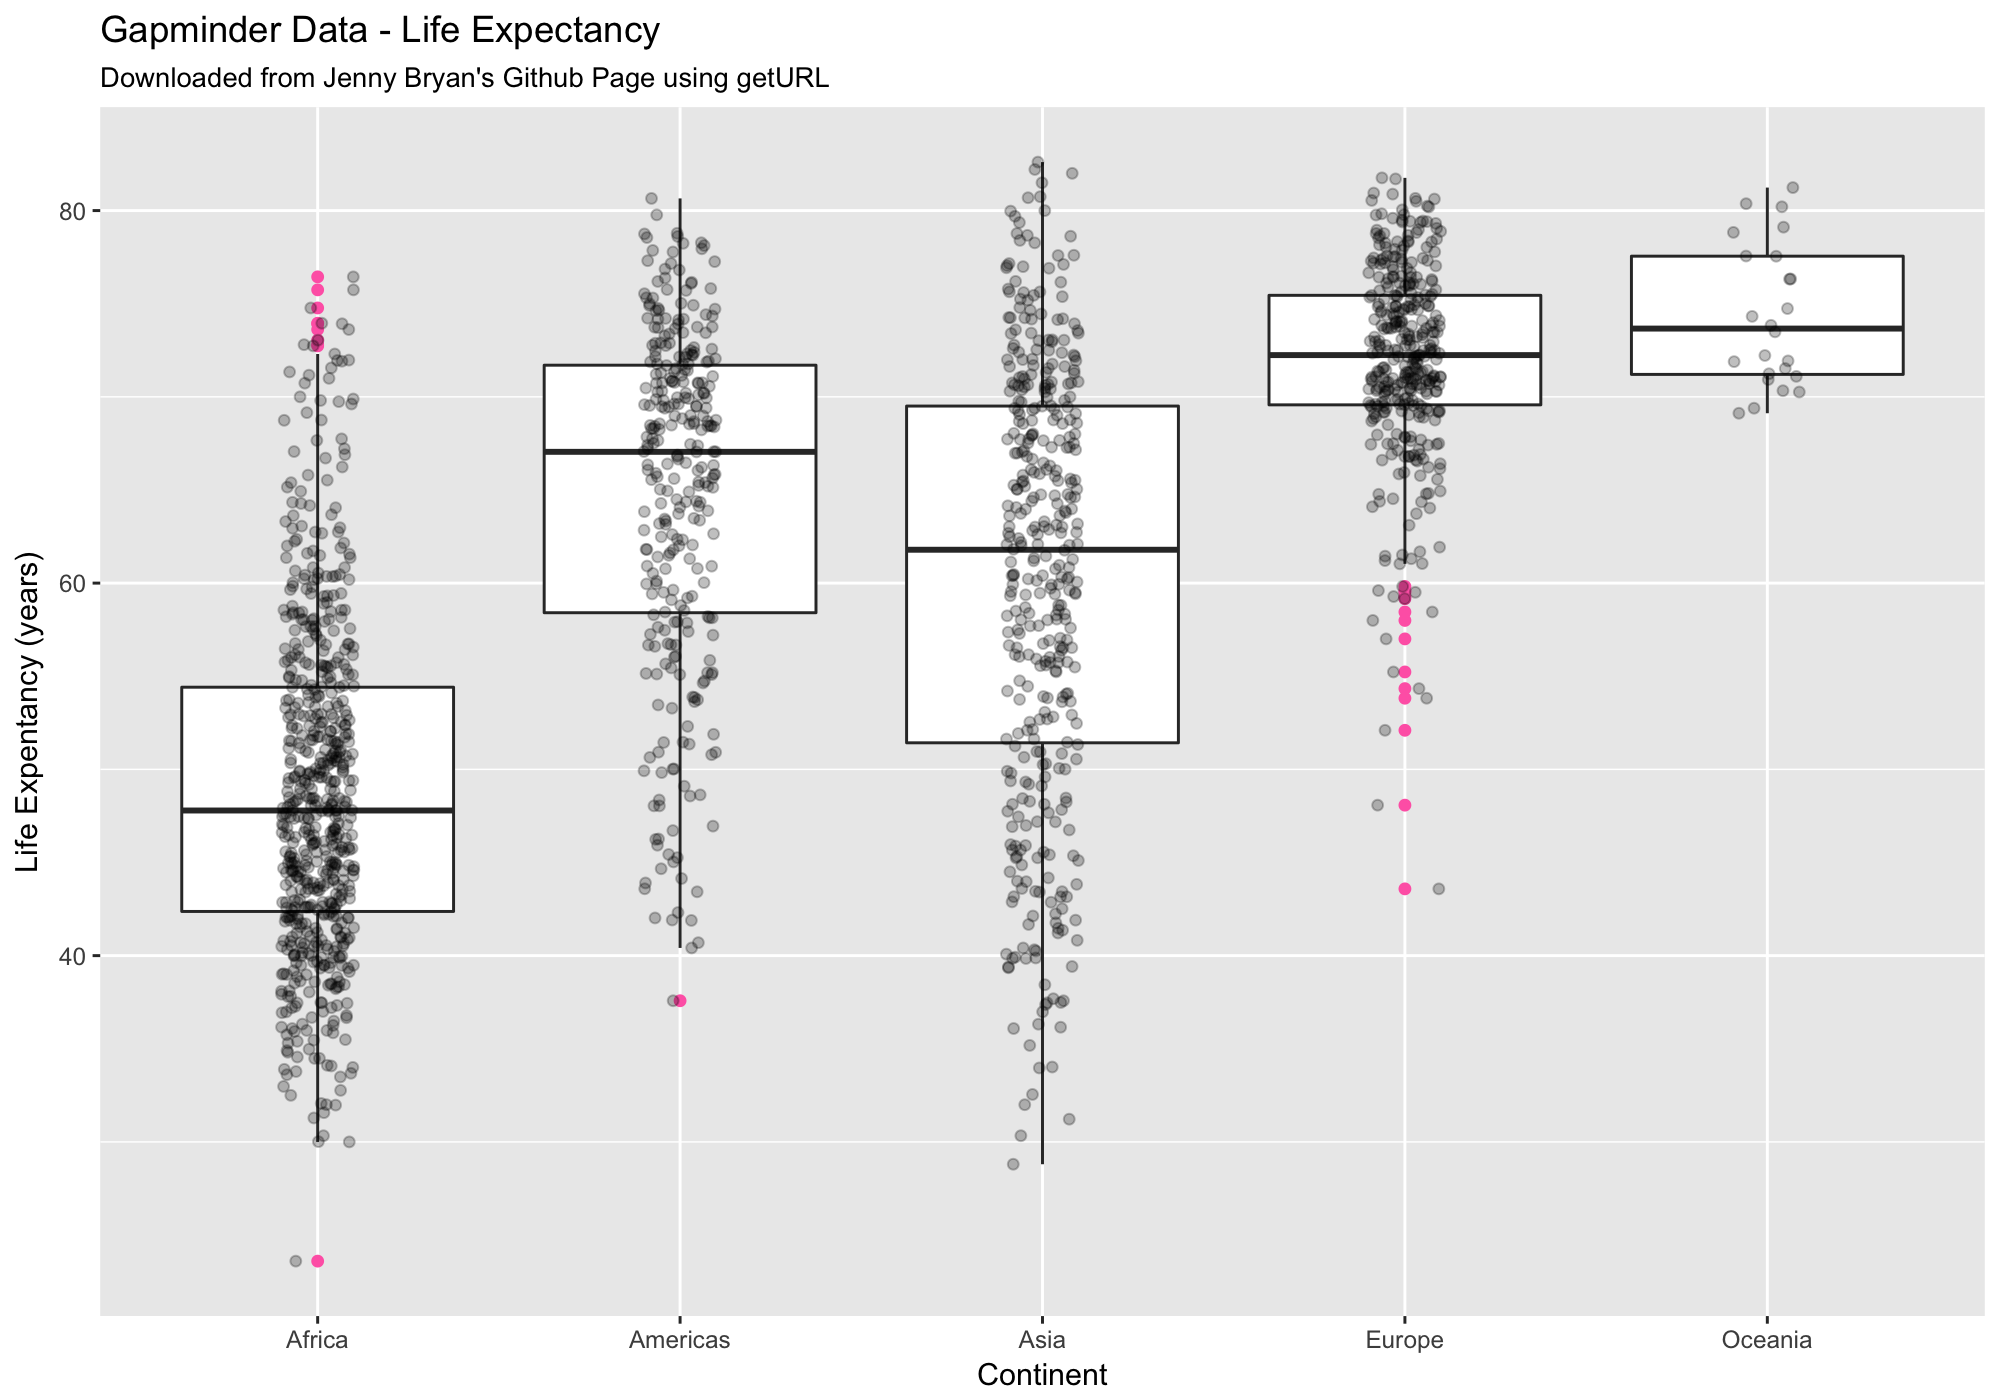 Gapminder Data - Life Expectancy
Downloaded from Jenny Bryan's Github Page using getURL
Life Expentancy (years)
80
60
40
Africa
Americas
Asia
Europe
Oceania
Continent